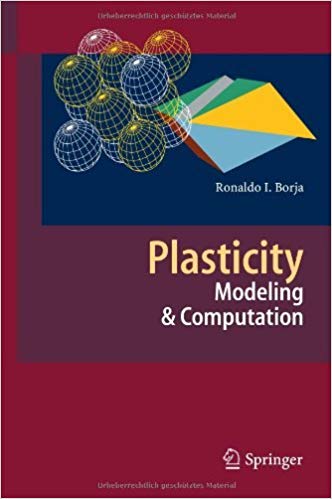 Urheberrechtlich geschütztes Material
Ronaldo I. Borja
Plasticity
Modeling
& Computation
Springer
Urheberrechtlich geschütztes Material